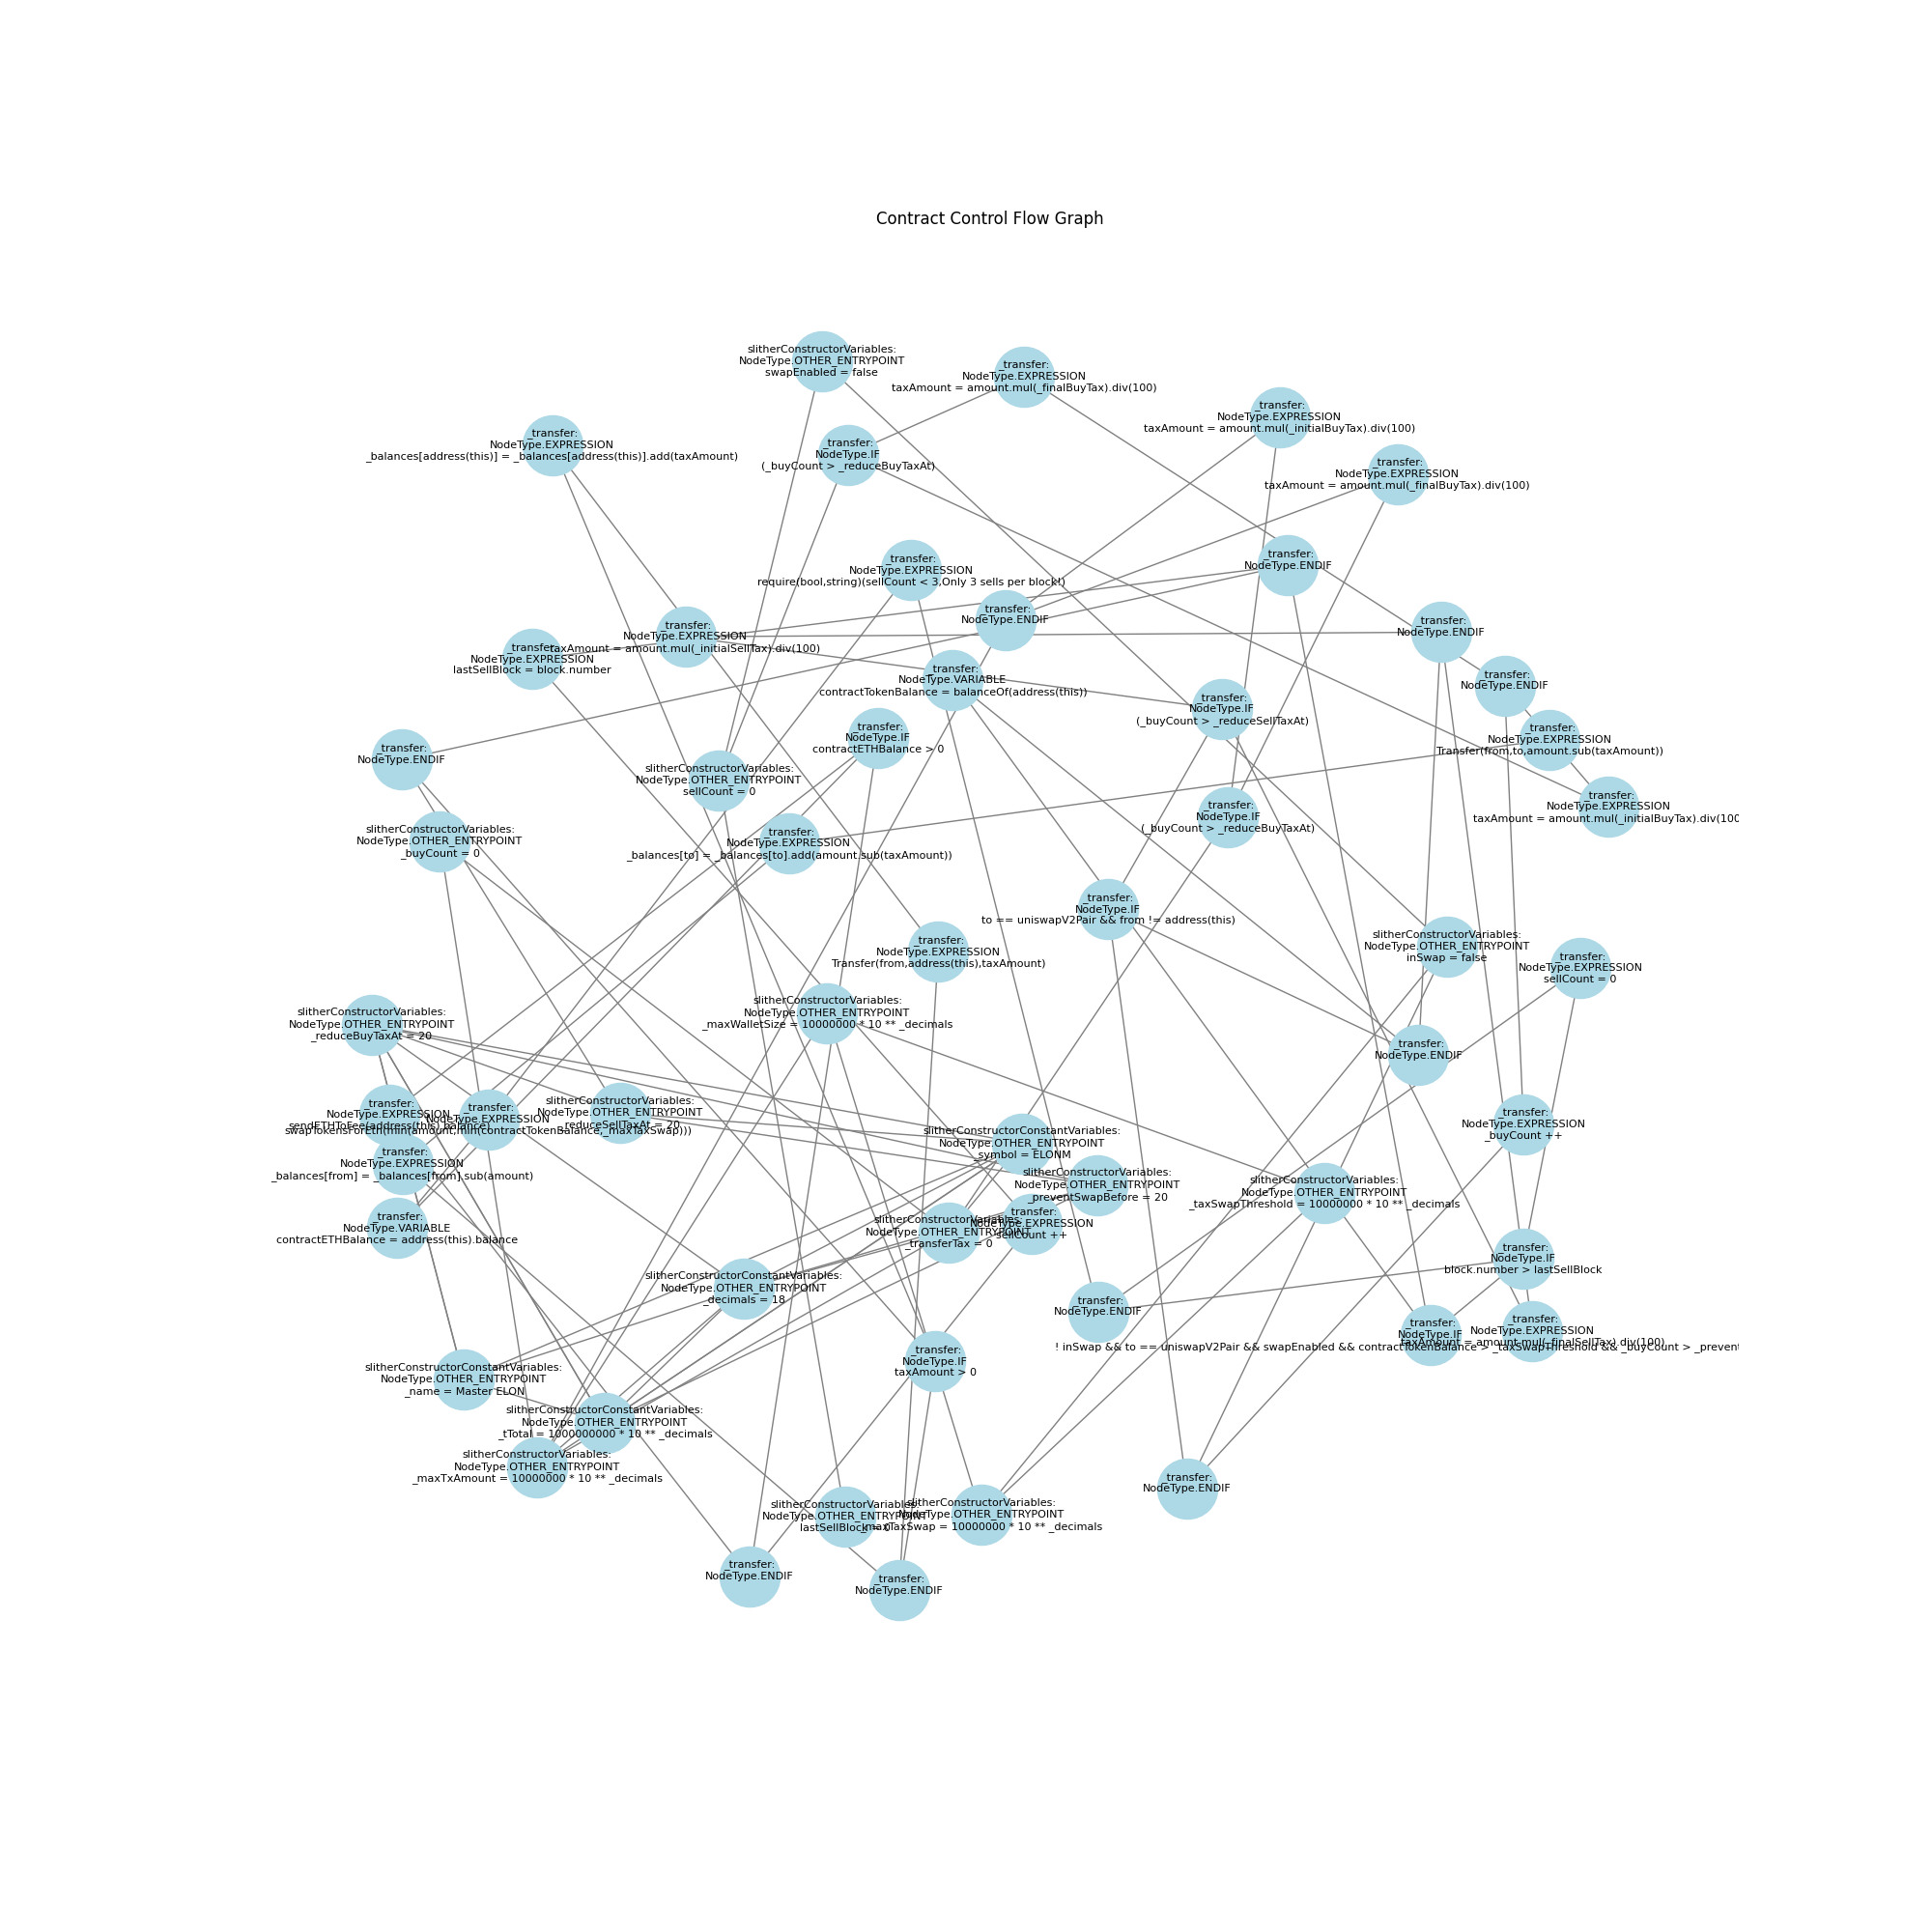 Contract Control Flow Graph
slitherConstructorVariables:
NodeType.OTHER_ENTRYPOINT
swapEnabled = false
_transfer:
NodeType.EXPRESSION
taxAmount = amount.mul(_finalBuyTax).div(100)
_transfer:
NodeType.EXPRESSION
taxAmount = amount.mul(_initialBuyTax).div(100)
_transfer:
NodeType.EXPRESSION
_balances[address(this)] = _balances[address(this)].add(taxAmount)
_transfer:
NodeType.IF
(_buyCount > _reduceBuyTaxAt)
_transfer:
NodeType.EXPRESSION
taxAmount = amount.mul(_finalBuyTax).div(100)
_transfer:
NodeType.EXPRESSION
require(bool,string)(sellCount < 3,Only 3 sells per block!)
_transfer:
NodeType.ENDIF
_transfer:
NodeType.ENDIF
_transfer:
NodeType.EXPRESSION
taxAmount = amount.mul(_initialSellTax).div(100)
_transfer:
NodeType.ENDIF
_transfer:
NodeType.EXPRESSION
lastSellBlock = block.number
_transfer:
NodeType.VARIABLE
contractTokenBalance = balanceOf(address(this))
_transfer:
NodeType.ENDIF
_transfer:
NodeType.IF
(_buyCount > _reduceSellTaxAt)
_transfer:
NodeType.IF
contractETHBalance > 0
_transfer:
NodeType.EXPRESSION
Transfer(from,to,amount.sub(taxAmount))
_transfer:
NodeType.ENDIF
slitherConstructorVariables:
NodeType.OTHER_ENTRYPOINT
sellCount = 0
_transfer:
NodeType.EXPRESSION
taxAmount = amount.mul(_initialBuyTax).div(100
_transfer:
NodeType.IF
(_buyCount > _reduceBuyTaxAt)
slitherConstructorVariables:
NodeType.OTHER_ENTRYPOINT
_buyCount = 0
_transfer:
NodeType.EXPRESSION
_balances[to] = _balances[to].add(amount.sub(taxAmount))
_transfer:
NodeType.IF
to == uniswapV2Pair && from != address(this)
slitherConstructorVariables:
NodeType.OTHER_ENTRYPOINT
inSwap = false
_transfer:
NodeType.EXPRESSION
Transfer(from,address(this),taxAmount)
_transfer:
NodeType.EXPRESSION
sellCount = 0
slitherConstructorVariables:
NodeType.OTHER_ENTRYPOINT
_maxWalletSize = 10000000 * 10 ** _decimals
slitherConstructorVariables:
NodeType.OTHER_ENTRYPOINT
_reduceBuyTaxAt = 20
_transfer:
NodeType.ENDIF
_transfer:
NodeType.EXPRESSION
sendETHToFee(address(this).balance)
_transfer:
NodeType.EXPRESSION
swapTokensForEth(min(amount,min(contractTokenBalance,_maxTaxSwap)))
slitherConstructorVariables:
NodeType.OTHER_ENTRYPOINT
_reduceSellTaxAt = 20
_transfer:
NodeType.EXPRESSION
_buyCount ++
slitherConstructorConstantVariables:
NodeType.OTHER_ENTRYPOINT
_symbol = ELONM
_transfer:
NodeType.EXPRESSION
_balances[from] = _balances[from].sub(amount)
slitherConstructorVariables:
NodeType.OTHER_ENTRYPOINT
_preventSwapBefore = 20
slitherConstructorVariables:
NodeType.OTHER_ENTRYPOINT
_taxSwapThreshold = 10000000 * 10 ** _decimals
_transfer:
NodeType.VARIABLE
contractETHBalance = address(this).balance
slitherConstructorVariables:
NodeType.OTHER_ENTRYPOINT
_transferTax = 0
_transfer:
NodeType.EXPRESSION
sellCount ++
_transfer:
NodeType.IF
block.number > lastSellBlock
slitherConstructorConstantVariables:
NodeType.OTHER_ENTRYPOINT
_decimals = 18
_transfer:
NodeType.ENDIF
_transfer:
NodeType.IF
! inSwap && to == uniswapV2Pair && swapEnabled && contractTokenBalance > _taxSwapThreshold && _buyCount > _prevent
_transfer:
NodeType.EXPRESSION
taxAmount = amount.mul(_finalSellTax).div(100)
_transfer:
NodeType.IF
taxAmount > 0
slitherConstructorConstantVariables:
NodeType.OTHER_ENTRYPOINT
_name = Master ELON
slitherConstructorConstantVariables:
NodeType.OTHER_ENTRYPOINT
_tTotal = 1000000000 * 10 ** _decimals
slitherConstructorVariables:
NodeType.OTHER_ENTRYPOINT
_maxTxAmount = 10000000 * 10 ** _decimals
_transfer:
NodeType.ENDIF
slitherConstructorVariables:
NodeType.OTHER_ENTRYPOINT
lastSellBlock = 0
slitherConstructorVariables:
NodeType.OTHER_ENTRYPOINT
_maxTaxSwap = 10000000 * 10 ** _decimals
_transfer:
NodeType.ENDIF
_transfer:
NodeType.ENDIF